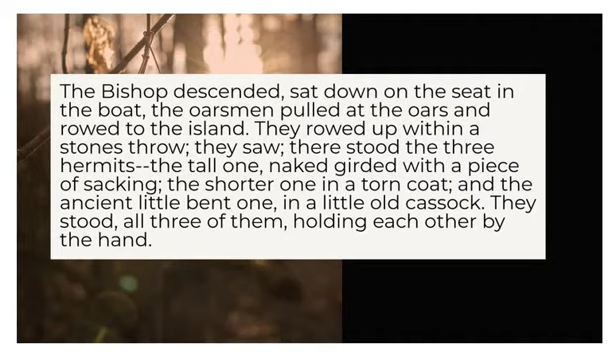 The Bishop descended, sat down on the seat in
the boat, the oarsmen pulled at the oars and
rowed to the island. They rowed up within a
stones throw; they saw; there stood the three
hermits--the tall one, naked girded with a piece
of sacking; the shorter one in a torn coat; and the
ancient little bent one, in a little old cassock. They
stood, all three of them, holding each other by
the hand.